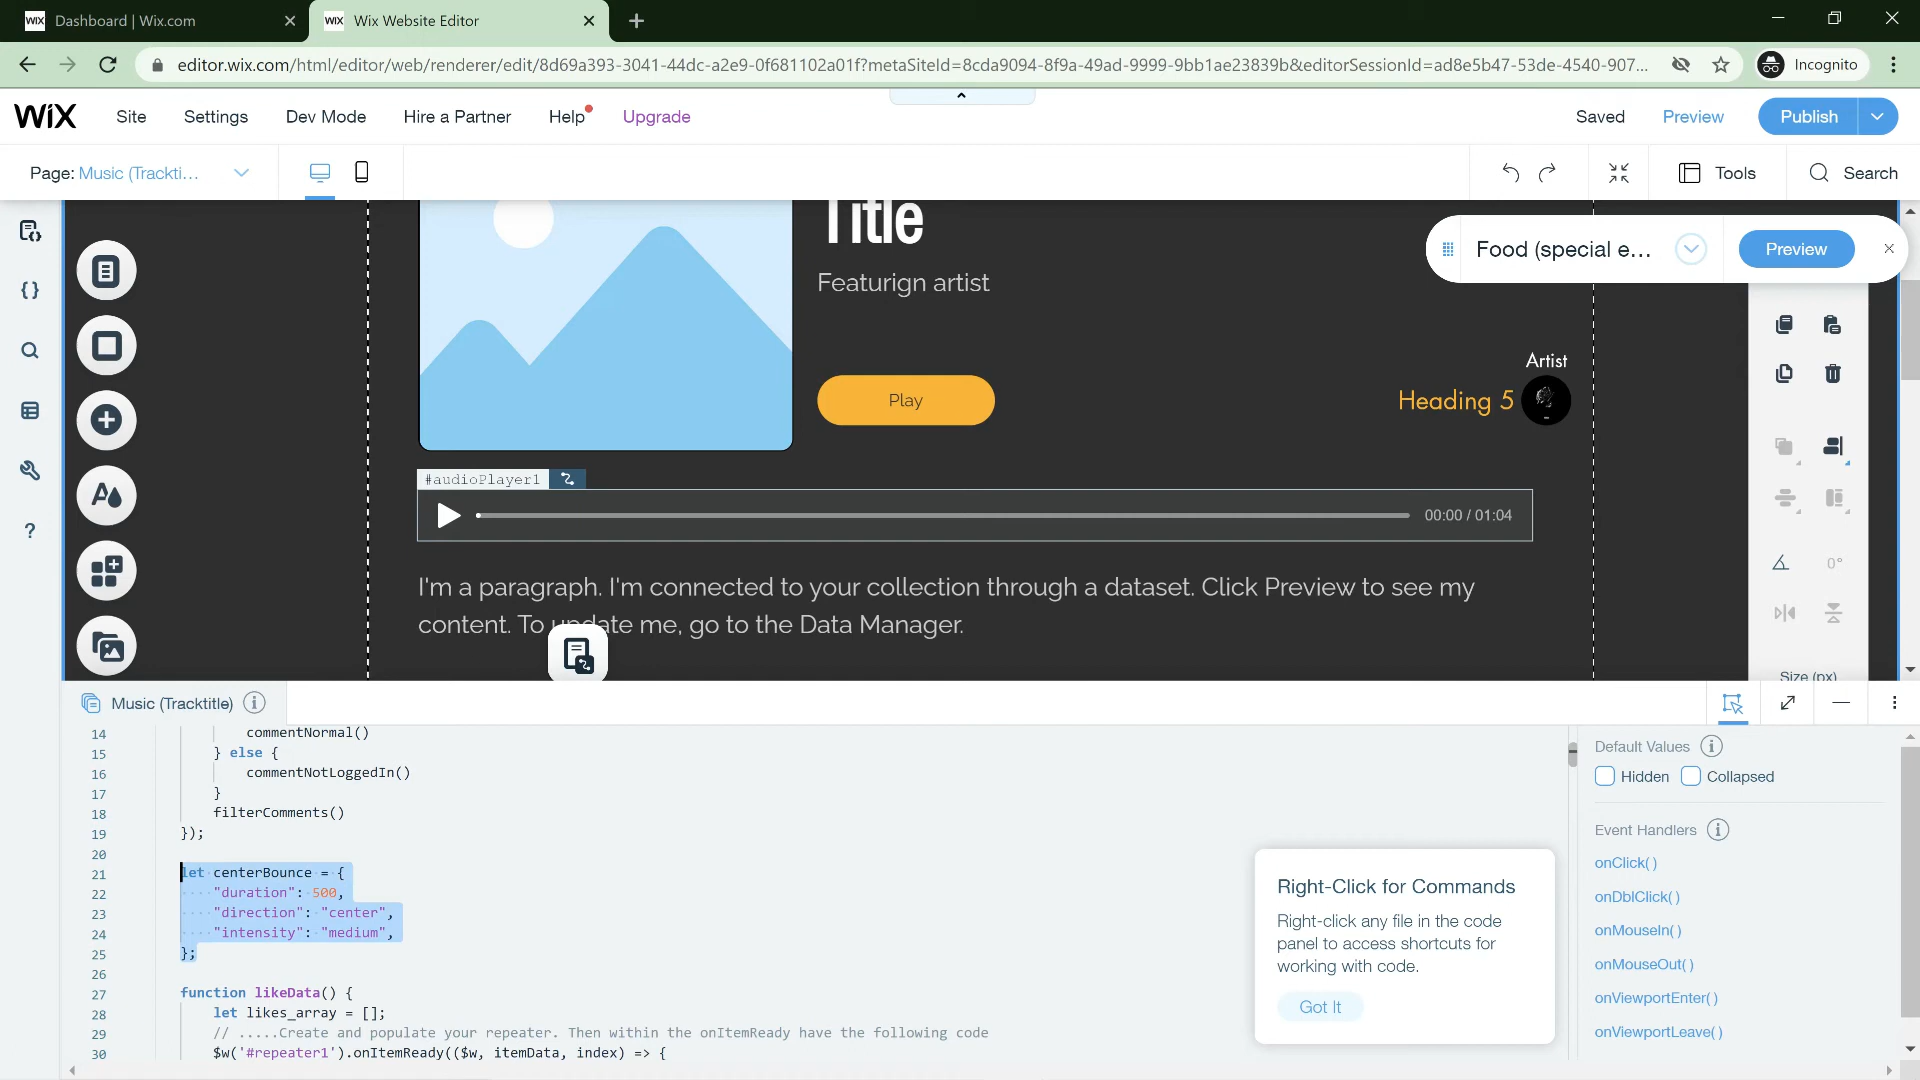 WiX Dashboard | Wix.com
WiX Wix Website Editor
editor.wix.com/html/editor/web/renderer/edit/8d69a393-3041-44dc-a2e9-0f681102a01f?metaSiteId=8cda9094-8f9a-49ad-9999-9bb1ae23839b&editorSessionId=ad8e5b47-53de-4540-907...
Incognito
WiX Site Settings Dev Mode Hire a Partner Help Upgrade Saved Preview Publish
Page: Music (Trackti... Tools Search
Title
Food (special e... Preview
Featurign artist
Artist
Play
Heading 5
#audioPlayer1
00:00 / 01:04
0°
I'm a paragraph. I'm connected to your collection through a dataset. Click Preview to see my
content. To update me, go to the Data Manager.
Size (px)
Music (Tracktitle)
14 commentNormal()
15 } else {
16 commentNotLoggedIn()
17 }
18 filterComments()
19 });
20
21 let centerBounce = {
22 "duration": 500,
23 "direction": "center",
24 "intensity": "medium",
25 };
26
27 function likeData() {
28 let likes_array = [];
29 // .....Create and populate your repeater. Then within the onItemReady have the following code
30 $w('#repeater1').onItemReady(($w, itemData, index) => {
Right-Click for Commands
Right-click any file in the code
panel to access shortcuts for
working with code.
Got It
Default Values
Hidden Collapsed
Event Handlers
onClick( )
onDblClick( )
onMouseIn( )
onMouseOut( )
onViewportEnter( )
onViewportLeave( )